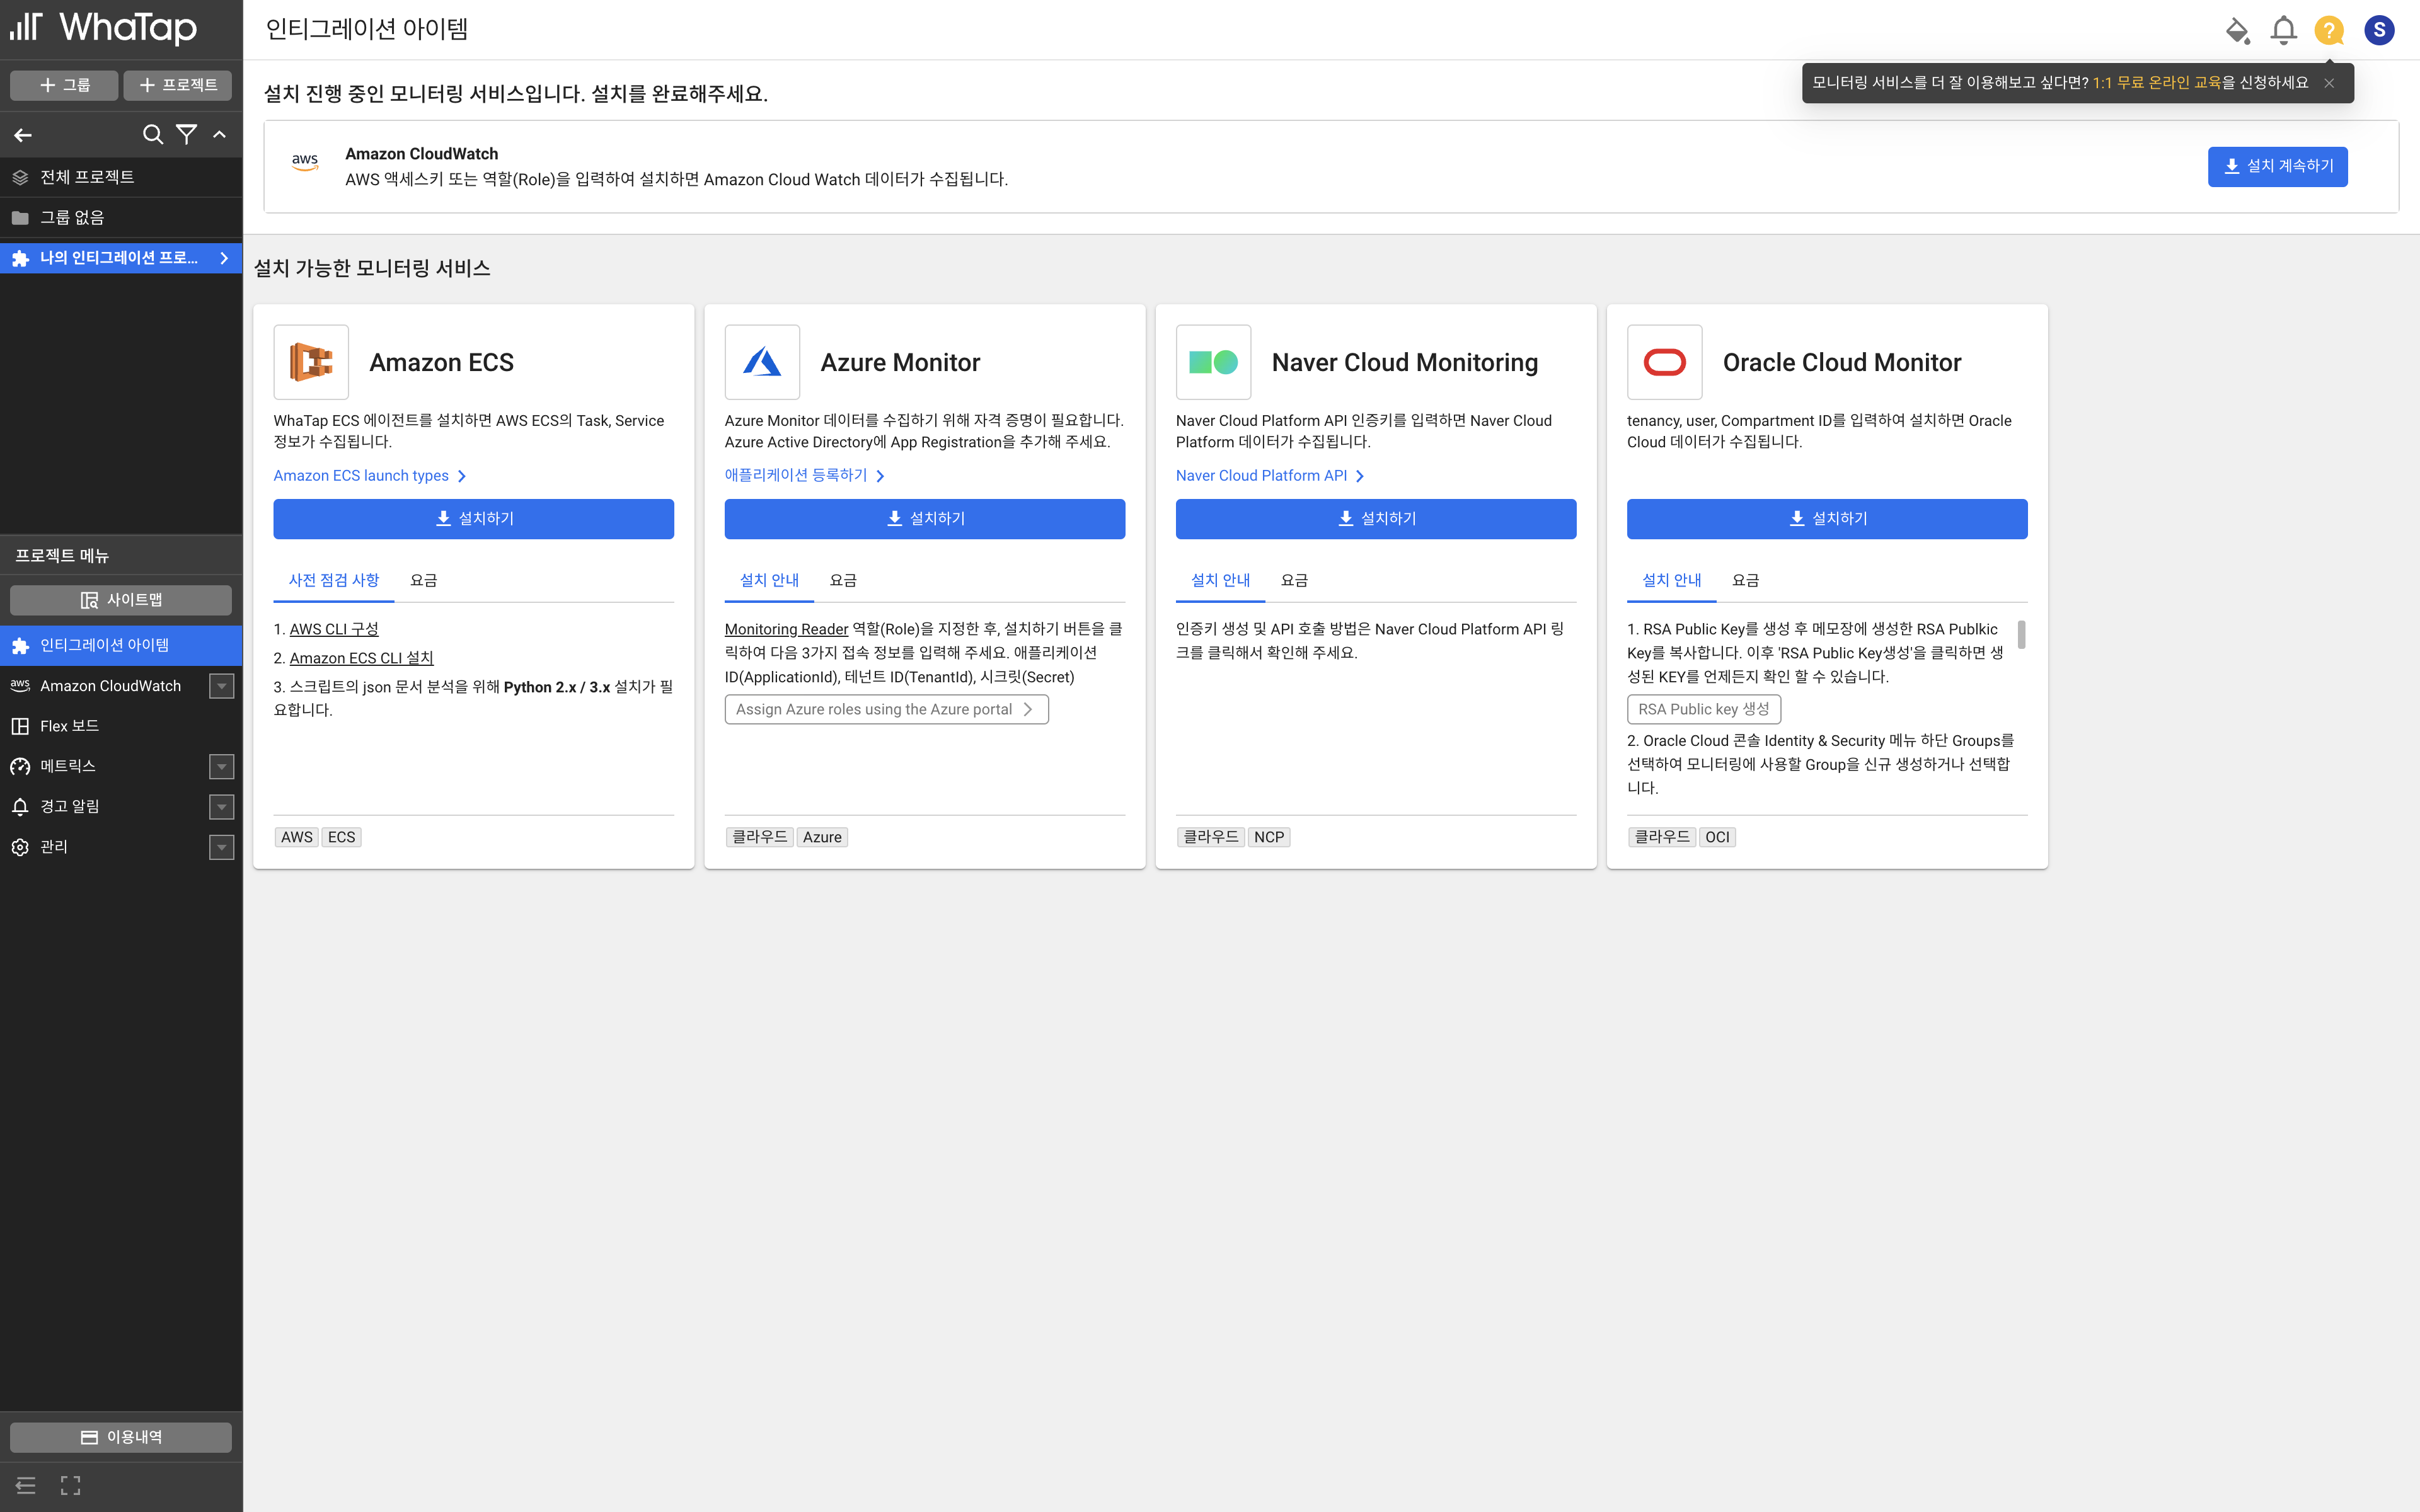 WhaTap
그룹
프로젝트
전체 프로젝트
그룹 없음
나의 인티그레이션 프로...
프로젝트 메뉴
사이트맵
인티그레이션 아이템
aws
Amazon CloudWatch
Flex 보드
메트릭스
경고 알림
관리
이용내역
인티그레이션 아이템
?
S
모니터링 서비스를 더 잘 이용해보고 싶다면? 1:1 무료 온라인 교육을 신청하세요
설치 진행 중인 모니터링 서비스입니다. 설치를 완료해주세요.
aws
Amazon CloudWatch
AWS 액세스키 또는 역할(Role)을 입력하여 설치하면 Amazon Cloud Watch 데이터가 수집됩니다.
설치 계속하기
설치 가능한 모니터링 서비스
Amazon ECS
WhaTap ECS 에이전트를 설치하면 AWS ECS의 Task, Service
정보가 수집됩니다.
Amazon ECS launch types
설치하기
사전 점검 사항
요금
1. AWS CLI 구성
2. Amazon ECS CLI 설치
3. 스크립트의 json 문서 분석을 위해 Python 2.x / 3.x 설치가 필
요합니다.
AWS
ECS
Azure Monitor
Azure Monitor 데이터를 수집하기 위해 자격 증명이 필요합니다.
Azure Active Directory에 App Registration을 추가해 주세요.
애플리케이션 등록하기
설치하기
설치 안내
요금
Monitoring Reader 역할(Role)을 지정한 후, 설치하기 버튼을 클
릭하여 다음 3가지 접속 정보를 입력해 주세요. 애플리케이션
ID(ApplicationId), 테넌트 ID(TenantId), 시크릿(Secret)
Assign Azure roles using the Azure portal
클라우드
Azure
Naver Cloud Monitoring
Naver Cloud Platform API 인증키를 입력하면 Naver Cloud
Platform 데이터가 수집됩니다.
Naver Cloud Platform API
설치하기
설치 안내
요금
인증키 생성 및 API 호출 방법은 Naver Cloud Platform API 링
크를 클릭해서 확인해 주세요.
클라우드
NCP
Oracle Cloud Monitor
tenancy, user, Compartment ID를 입력하여 설치하면 Oracle
Cloud 데이터가 수집됩니다.
설치하기
설치 안내
요금
1. RSA Public Key를 생성 후 메모장에 생성한 RSA Publkic
Key를 복사합니다. 이후 'RSA Public Key생성'을 클릭하면 생
성된 KEY를 언제든지 확인 할 수 있습니다.
RSA Public key 생성
2. Oracle Cloud 콘솔 Identity & Security 메뉴 하단 Groups를
선택하여 모니터링에 사용할 Group을 신규 생성하거나 선택합
니다.
클라우드
OCI